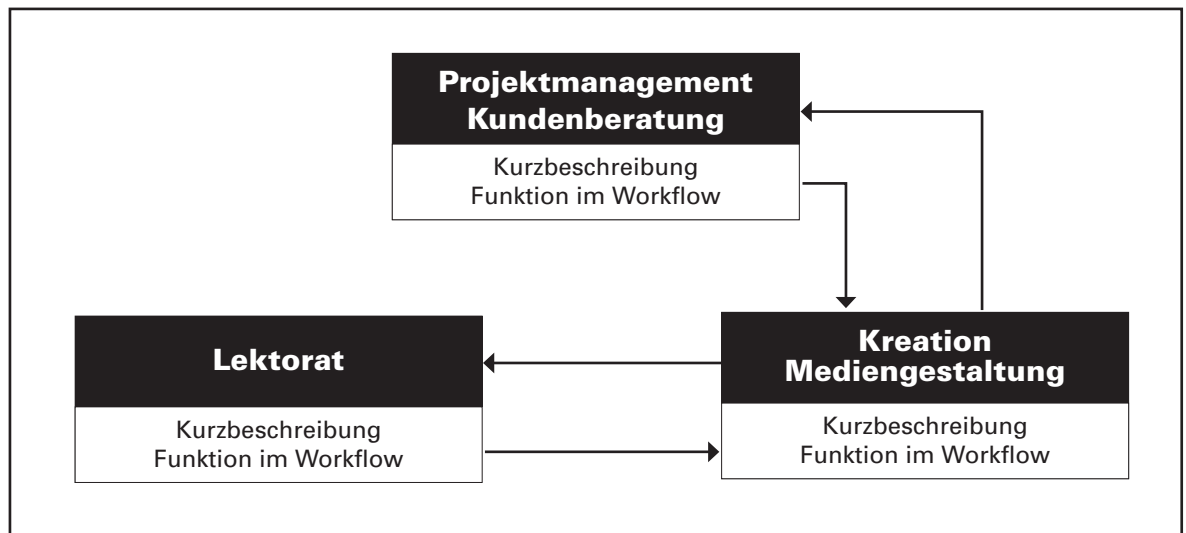 Projektmanagement
Kundenberatung
Kurzbeschreibung
Funktion im Workflow
Lektorat
Kurzbeschreibung
Funktion im Workflow
Kreation
Mediengestaltung
Kurzbeschreibung
Funktion im Workflow